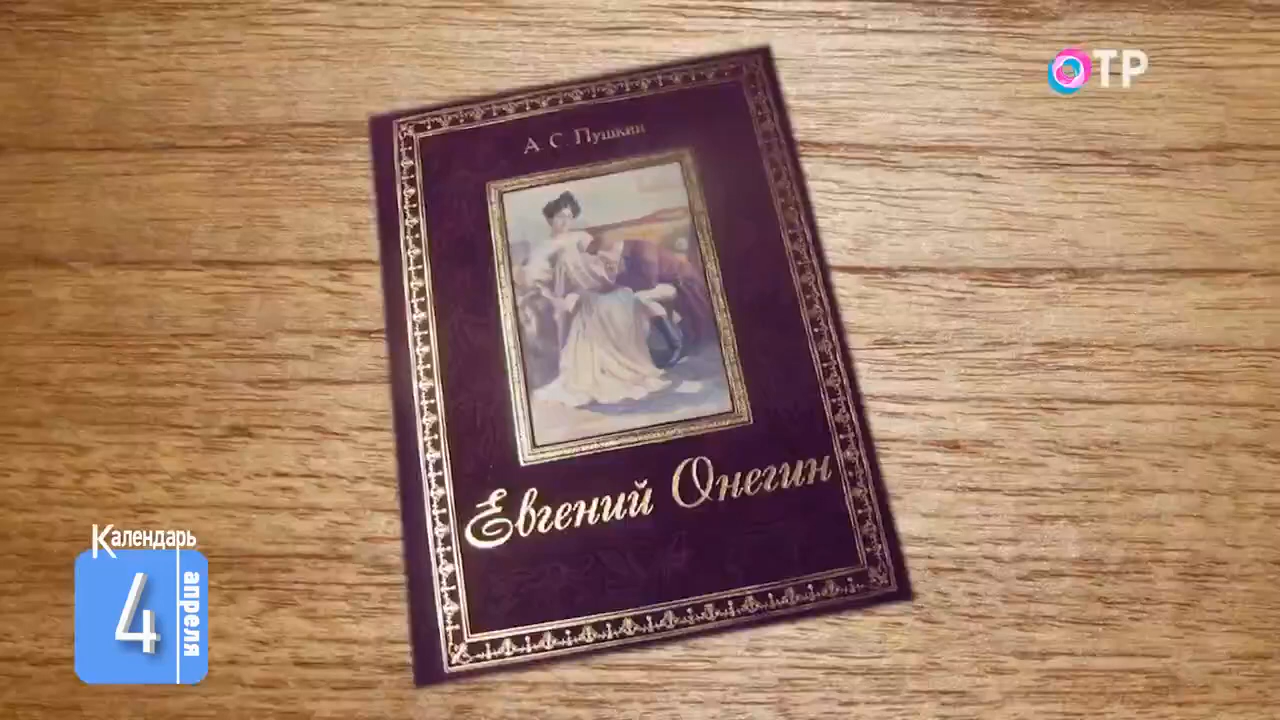 ОТР
А. С. Пушкин
Евгений Онегин
Календарь
4
апреля